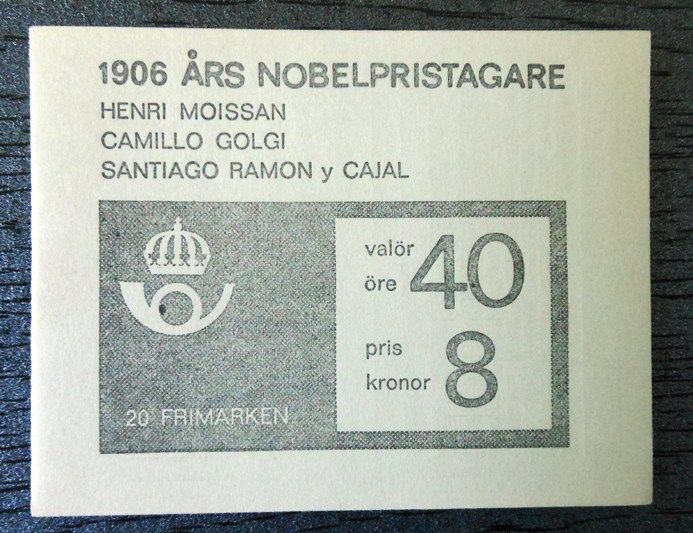 1906 ÅRS NOBELPRISTAGARE
HENRI MOISSAN
CAMILLO GOLGI
SANTIAGO RAMON y CAJAL
valör
öre 40
pris
kronor 8
20 FRIMARKEN